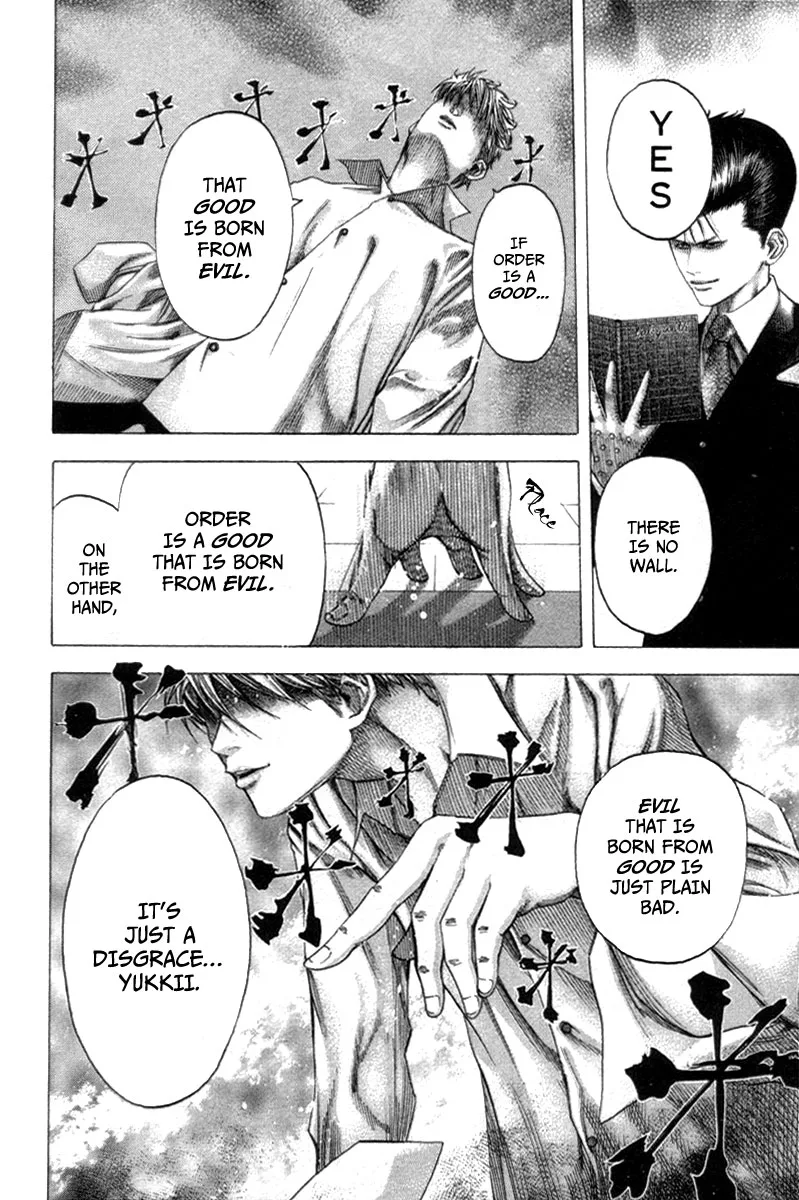 YES
THERE
IS NO
WALL.
IF
ORDER
IS A
GOOD...
THAT
GOOD
IS BORN
FROM
EVIL.
Place
ORDER
IS A GOOD
THAT IS BORN
FROM EVIL.
ON
THE
OTHER
HAND,
EVIL
THAT IS
BORN FROM
GOOD IS
JUST PLAIN
BAD.
IT'S
JUST A
DISGRACE...
YUKKII.